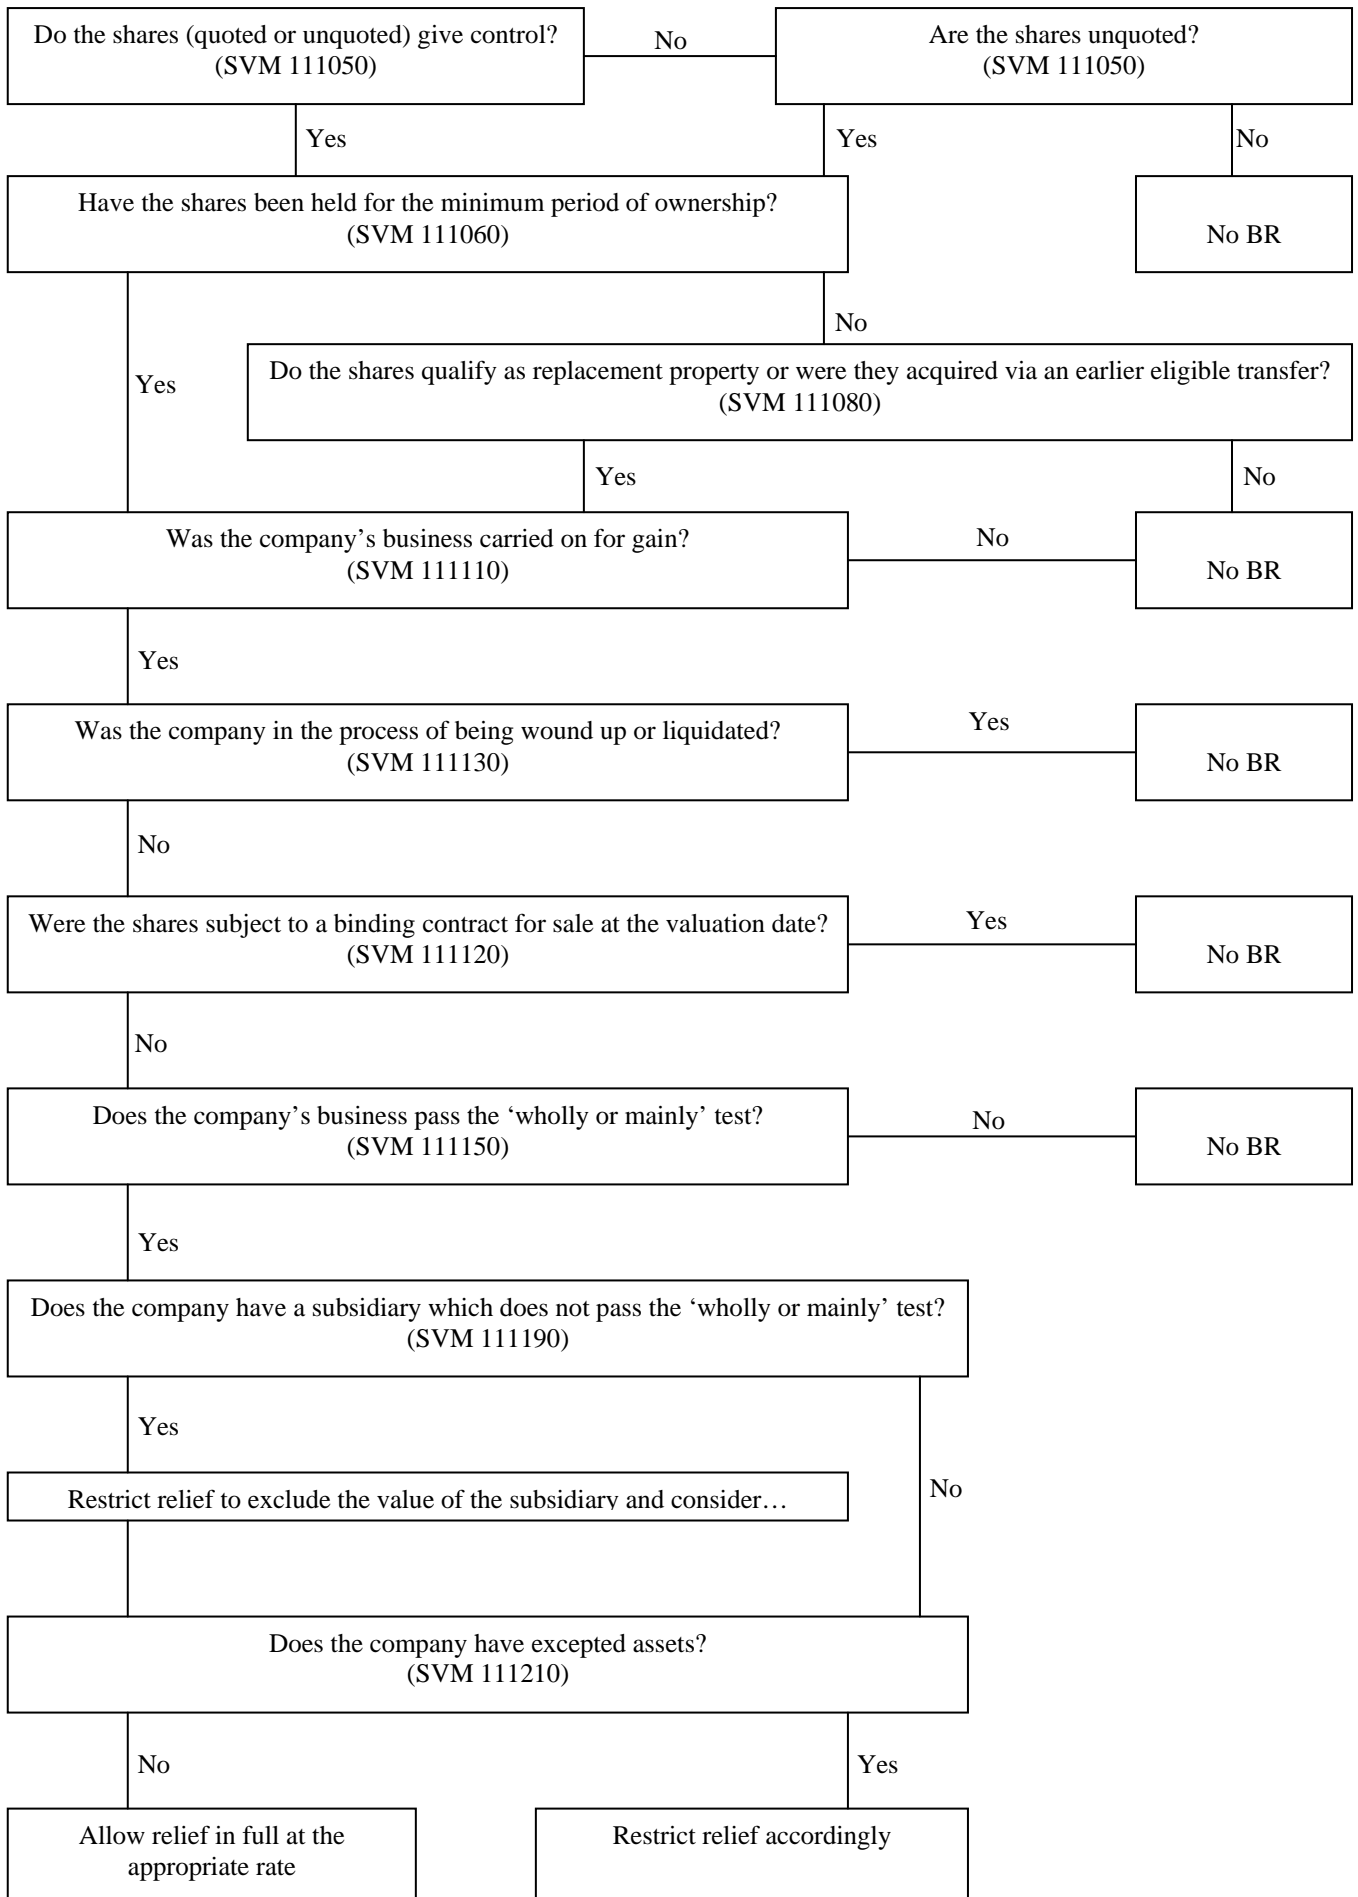 Do the shares (quoted or unquoted) give control?
(SVM 111050)
No
Are the shares unquoted?
(SVM 111050)
Yes
Yes
No
Have the shares been held for the minimum period of ownership?
(SVM 111060)
No BR
No
Yes
Do the shares qualify as replacement property or were they acquired via an earlier eligible transfer?
(SVM 111080)
Yes
No
Was the company’s business carried on for gain?
(SVM 111110)
No
No BR
Yes
Was the company in the process of being wound up or liquidated?
(SVM 111130)
Yes
No BR
No
Were the shares subject to a binding contract for sale at the valuation date?
(SVM 111120)
Yes
No BR
No
Does the company’s business pass the ‘wholly or mainly’ test?
(SVM 111150)
No
No BR
Yes
Does the company have a subsidiary which does not pass the ‘wholly or mainly’ test?
(SVM 111190)
Yes
No
Restrict relief to exclude the value of the subsidiary and consider…
Does the company have excepted assets?
(SVM 111210)
No
Yes
Allow relief in full at the
appropriate rate
Restrict relief accordingly